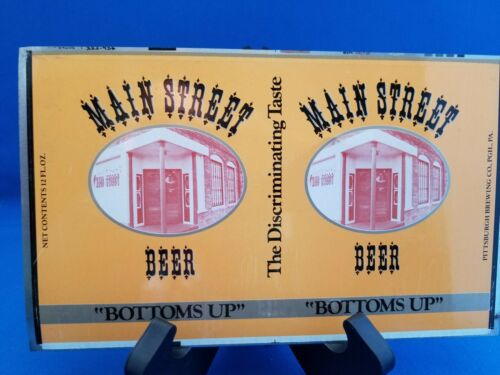 NET CONTENTS 12 FL. OZ.
MAIN STREET
BEER
"BOTTOMS UP"
The Discriminating Taste
MAIN STREET
BEER
"BOTTOMS UP"
PITTSBURGH BREWING CO., PGH., PA.